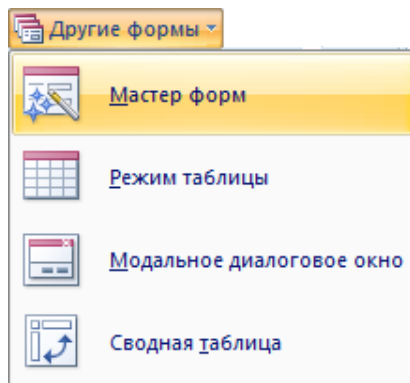 Другие формы
Мастер форм
Режим таблицы
Модальное диалоговое окно
Сводная таблица